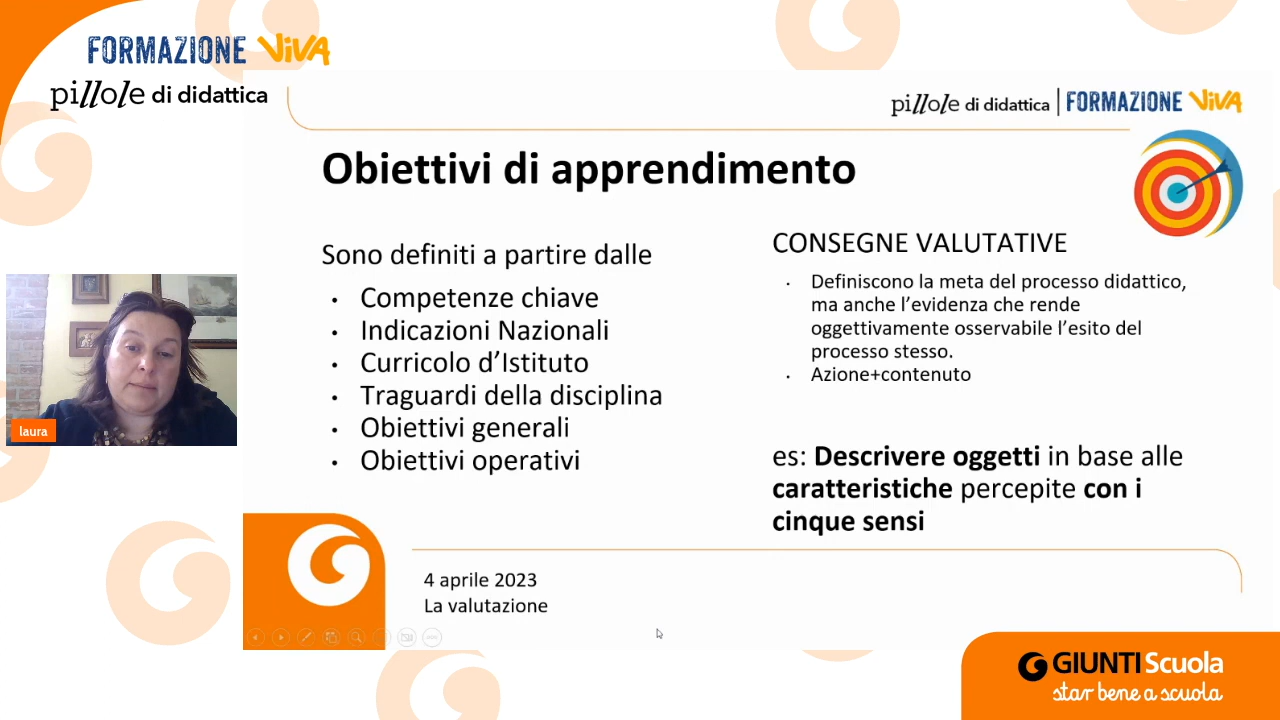 FORMAZIONE VIVA
pillole di didattica
pillole di didattica | FORMAZIONE VIVA
Obiettivi di apprendimento
Sono definiti a partire dalle
• Competenze chiave
• Indicazioni Nazionali
• Curricolo d’Istituto
• Traguardi della disciplina
• Obiettivi generali
• Obiettivi operativi
CONSEGNE VALUTATIVE
• Definiscono la meta del processo didattico,
ma anche l’evidenza che rende
oggettivamente osservabile l’esito del
processo stesso.
• Azione+contenuto
es: Descrivere oggetti in base alle
caratteristiche percepite con i
cinque sensi
laura
4 aprile 2023
La valutazione
GIUNTI Scuola
star bene a scuola